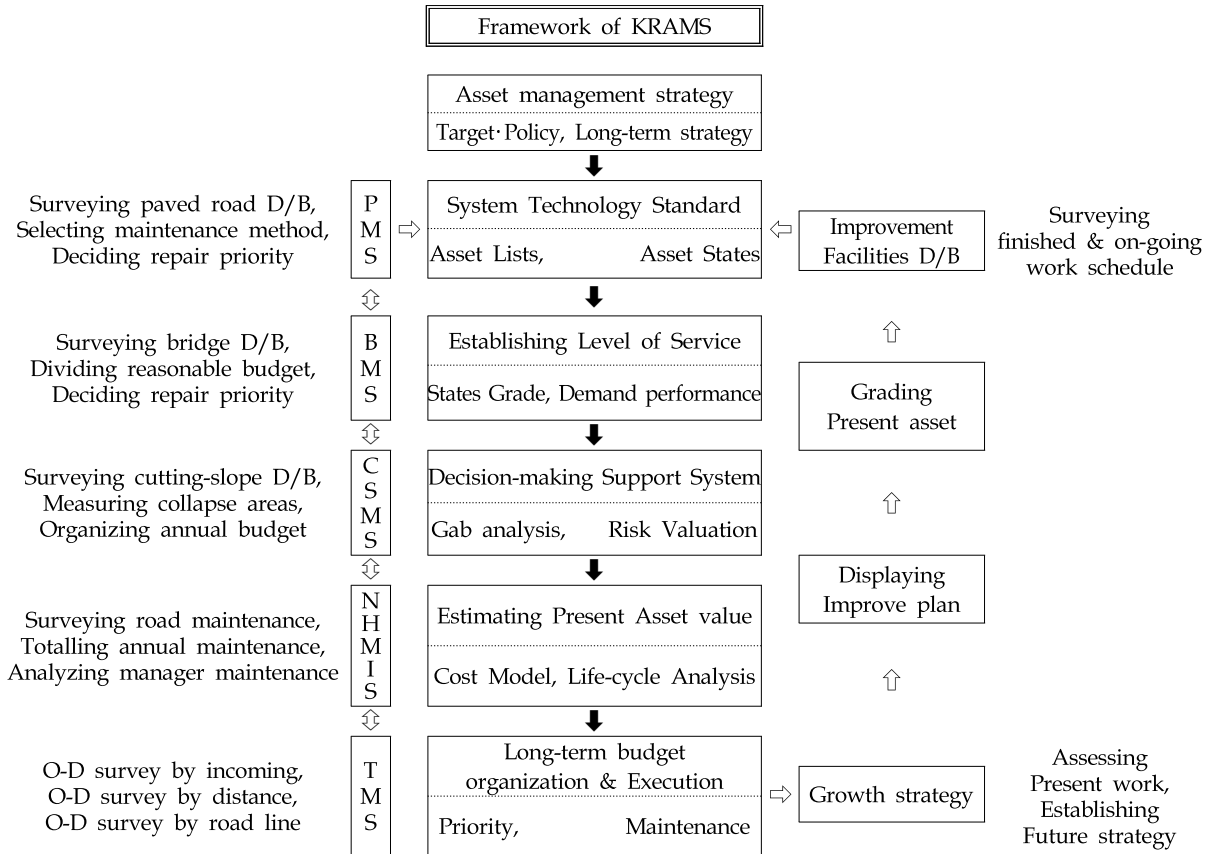 Framework of KRAMS
Asset management strategy
Target·Policy, Long-term strategy
Surveying paved road D/B,
Selecting maintenance method,
Deciding repair priority
P
M
S
System Technology Standard
Asset Lists, Asset States
Improvement
Facilities D/B
Surveying
finished & on-going
work schedule
Surveying bridge D/B,
Dividing reasonable budget,
Deciding repair priority
B
M
S
Establishing Level of Service
States Grade, Demand performance
Grading
Present asset
Surveying cutting-slope D/B,
Measuring collapse areas,
Organizing annual budget
C
S
M
S
Decision-making Support System
Gab analysis, Risk Valuation
Displaying
Improve plan
Surveying road maintenance,
Totalling annual maintenance,
Analyzing manager maintenance
N
H
M
I
S
Estimating Present Asset value
Cost Model, Life-cycle Analysis
O-D survey by incoming,
O-D survey by distance,
O-D survey by road line
T
M
S
Long-term budget
organization & Execution
Priority, Maintenance
Growth strategy
Assessing
Present work,
Establishing
Future strategy